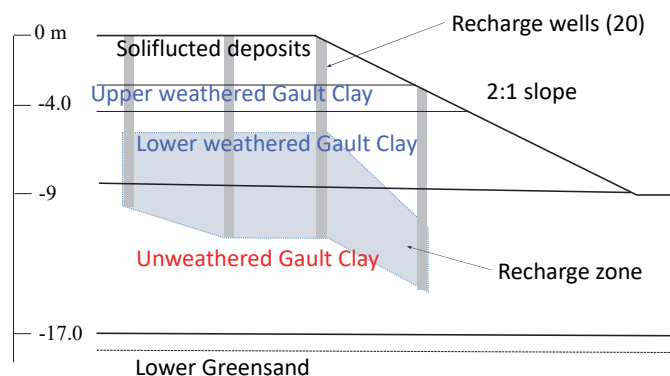 0 m
Recharge wells (20)
Soliflucted deposits
Upper weathered Gault Clay
2:1 slope
-4.0
Lower weathered Gault Clay
-9
Unweathered Gault Clay
Recharge zone
-17.0
Lower Greensand